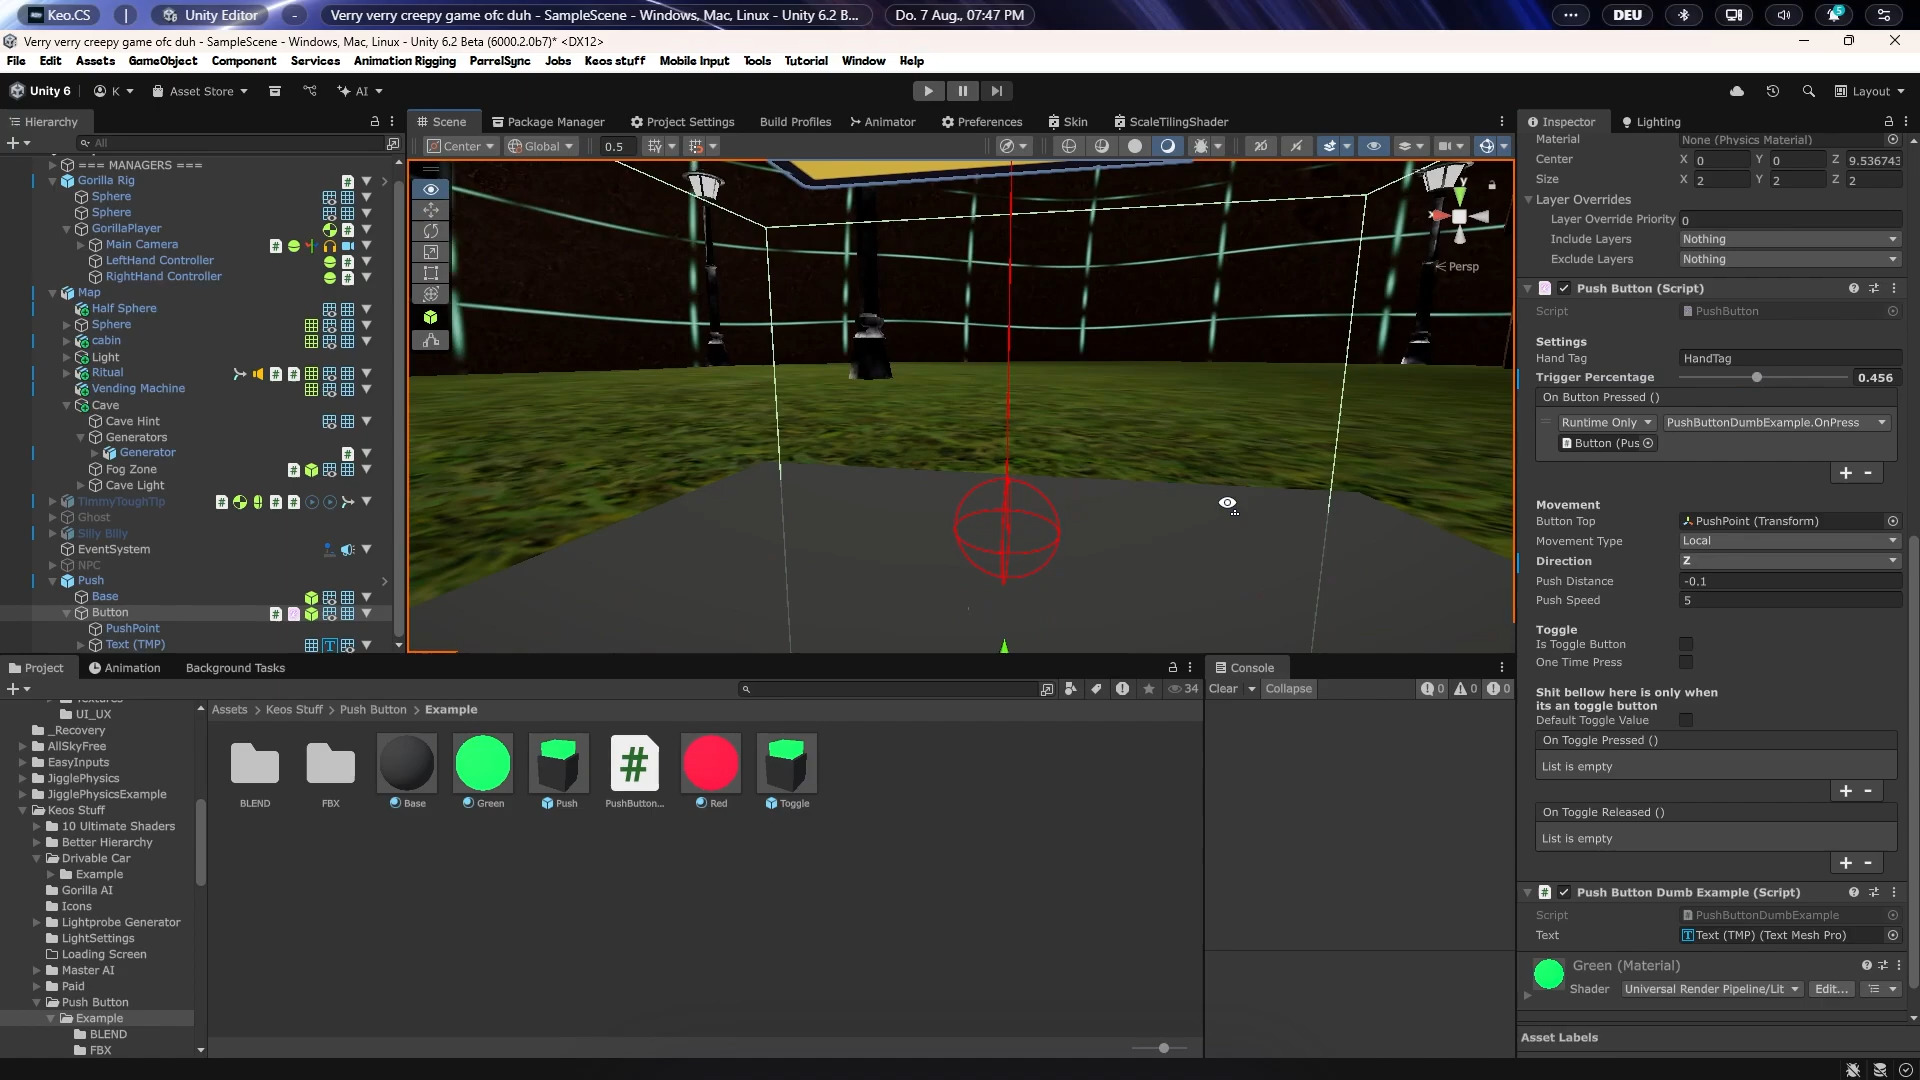 Keo.CS | Unity Editor - Verry verry creepy game ofc duh - SampleScene - Windows, Mac, Linux - Unity 6.2 B... Do. 7 Aug., 07:47 PM DEU 5
Verry verry creepy game ofc duh - SampleScene - Windows, Mac, Linux - Unity 6.2 Beta (6000.2.0b7)* <DX12>
File Edit Assets GameObject Component Services Animation Rigging ParrelSync Jobs Keos stuff Mobile Input Tools Tutorial Window Help
Unity 6 K Asset Store AI Layout
Hierarchy
All
=== MANAGERS ===
Gorilla Rig
Sphere
Sphere
GorillaPlayer
Main Camera
LeftHand Controller
RightHand Controller
Map
Half Sphere
Sphere
cabin
Light
Ritual
Vending Machine
Cave
Cave Hint
Generators
Generator
Fog Zone
Cave Light
TimmyToughTip
Ghost
Silly Billy
EventSystem
NPC
Push
Base
Button
PushPoint
Text (TMP)
Scene Package Manager Project Settings Build Profiles Animator Preferences Skin ScaleTilingShader
Center Global 0.5 2D
y
x
Persp
Inspector Lighting
Material None (Physics Material)
Center X 0 Y 0 Z 9.536743
Size X 2 Y 2 Z 2
Layer Overrides
Layer Override Priority 0
Include Layers Nothing
Exclude Layers Nothing
Push Button (Script)
Script PushButton
Settings
Hand Tag HandTag
Trigger Percentage 0.456
On Button Pressed ()
Runtime Only PushButtonDumbExample.OnPress
Button (Pus
+ -
Movement
Button Top PushPoint (Transform)
Movement Type Local
Direction Z
Push Distance -0.1
Push Speed 5
Toggle
Is Toggle Button
One Time Press
Shit bellow here is only when
its an toggle button
Default Toggle Value
On Toggle Pressed ()
List is empty
+ -
On Toggle Released ()
List is empty
+ -
Push Button Dumb Example (Script)
Script PushButtonDumbExample
Text Text (TMP) (Text Mesh Pro)
Green (Material)
Shader Universal Render Pipeline/Lit Edit...
Asset Labels
Project Animation Background Tasks
34
UI_UX
_Recovery
AllSkyFree
EasyInputs
JigglePhysics
JigglePhysicsExample
Keos Stuff
10 Ultimate Shaders
Better Hierarchy
Drivable Car
Example
Gorilla AI
Icons
Lightprobe Generator
LightSettings
Loading Screen
Master AI
Paid
Push Button
Example
BLEND
FBX
Assets > Keos Stuff > Push Button > Example
BLEND FBX Base Green Push PushButton... Red Toggle
Console
Clear Collapse 0 0 0